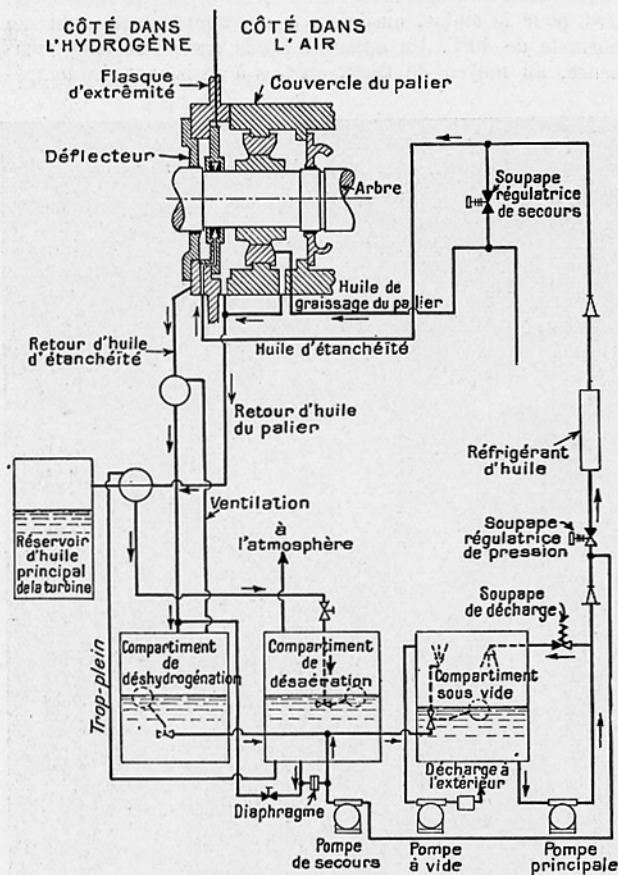 CÔTÉ DANS
L'HYDROGÈNE
CÔTÉ DANS
L'AIR
Flasque
d'extrêmité
Couvercle du palier
Déflecteur
Arbre
Soupape
régulatrice
de secours
Huile de
graissage du palier
Retour d'huile
d'étanchéïté
Huile d'étanchéïté
Retour d'huile
du palier
Réfrigérant
d'huile
Ventilation
Réservoir
d'huile
principal
de la turbine
à
l'atmosphère
Soupape
régulatrice
de pression
Soupape
de décharge
Trop-plein
Compartiment
de
déshydrogénation
Compartiment
de
désaération
Compartiment
sous vide
Décharge à
l'extérieur
Diaphragme
Pompe
de secours
Pompe
à vide
Pompe
principale